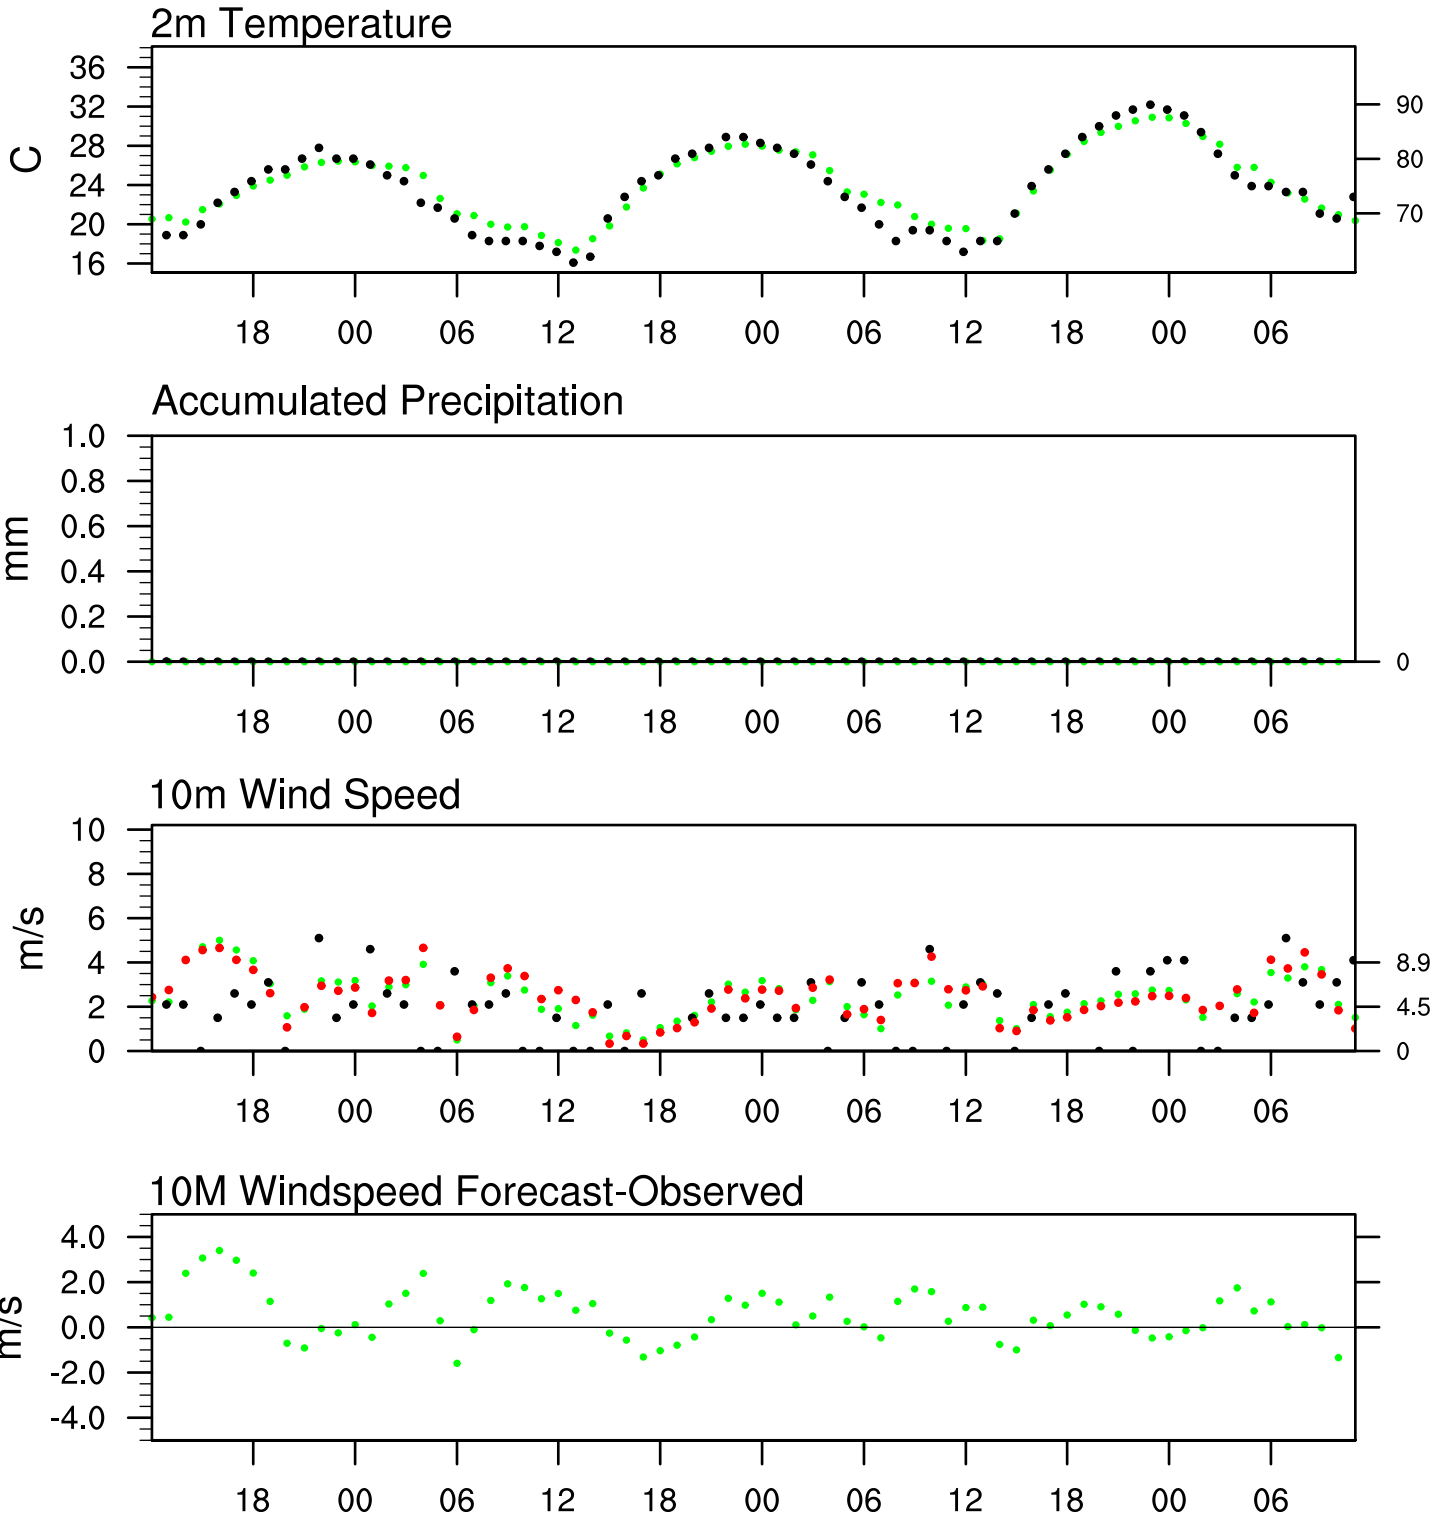 2m Temperature
36
32
28
24
20
16
C
90
80
70
18 00 06 12 18 00 06 12 18 00 06
Accumulated Precipitation
1.0
0.8
0.6
0.4
0.2
0.0
mm
0
18 00 06 12 18 00 06 12 18 00 06
10m Wind Speed
10
8
6
4
2
0
m/s
8.9
4.5
0
18 00 06 12 18 00 06 12 18 00 06
10M Windspeed Forecast-Observed
4.0
2.0
0.0
-2.0
-4.0
m/s
18 00 06 12 18 00 06 12 18 00 06